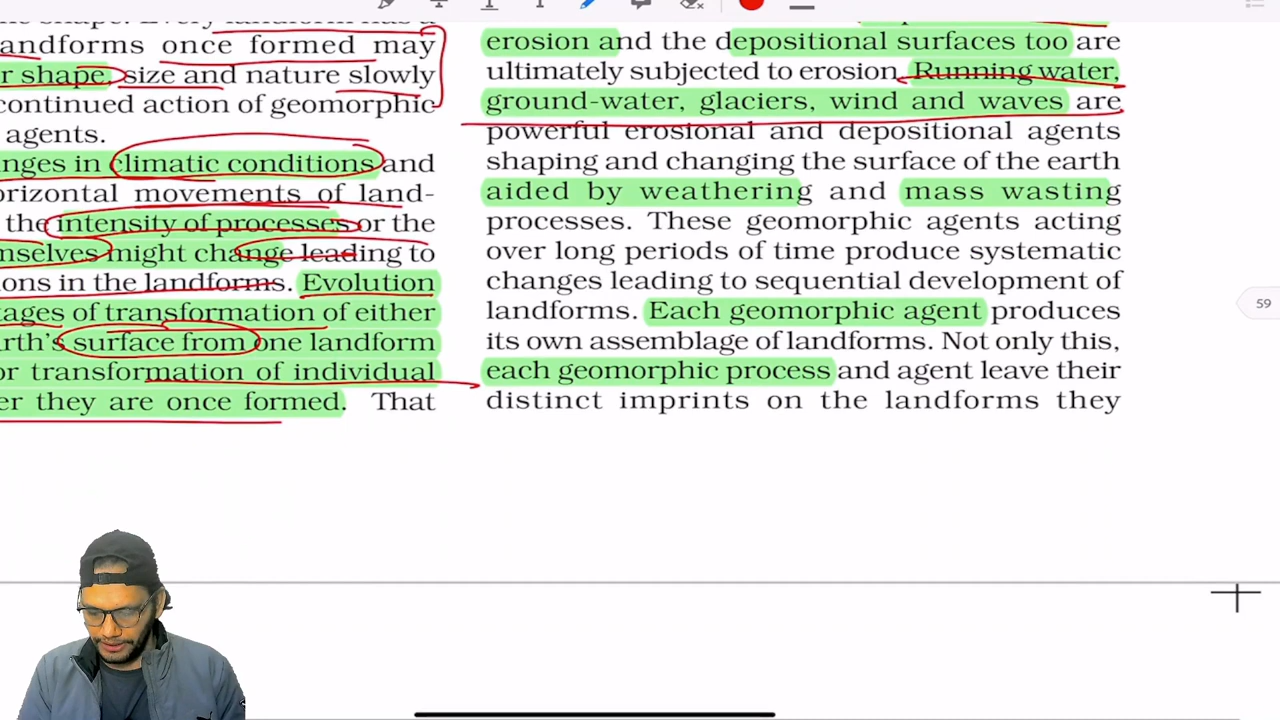 andforms once formed may
r shape, size and nature slowly
continued action of geomorphic
agents.
nges in climatic conditions and
orizontal movements of land-
the intensity of processes or the
mselves might change leading to
ons in the landforms. Evolution
tages of transformation of either
rth's surface from one landform
or transformation of individual
er they are once formed. That
erosion and the depositional surfaces too are
ultimately subjected to erosion. Running water,
ground-water, glaciers, wind and waves are
powerful erosional and depositional agents
shaping and changing the surface of the earth
aided by weathering and mass wasting
processes. These geomorphic agents acting
over long periods of time produce systematic
changes leading to sequential development of
landforms. Each geomorphic agent produces
its own assemblage of landforms. Not only this,
each geomorphic process and agent leave their
distinct imprints on the landforms they
59